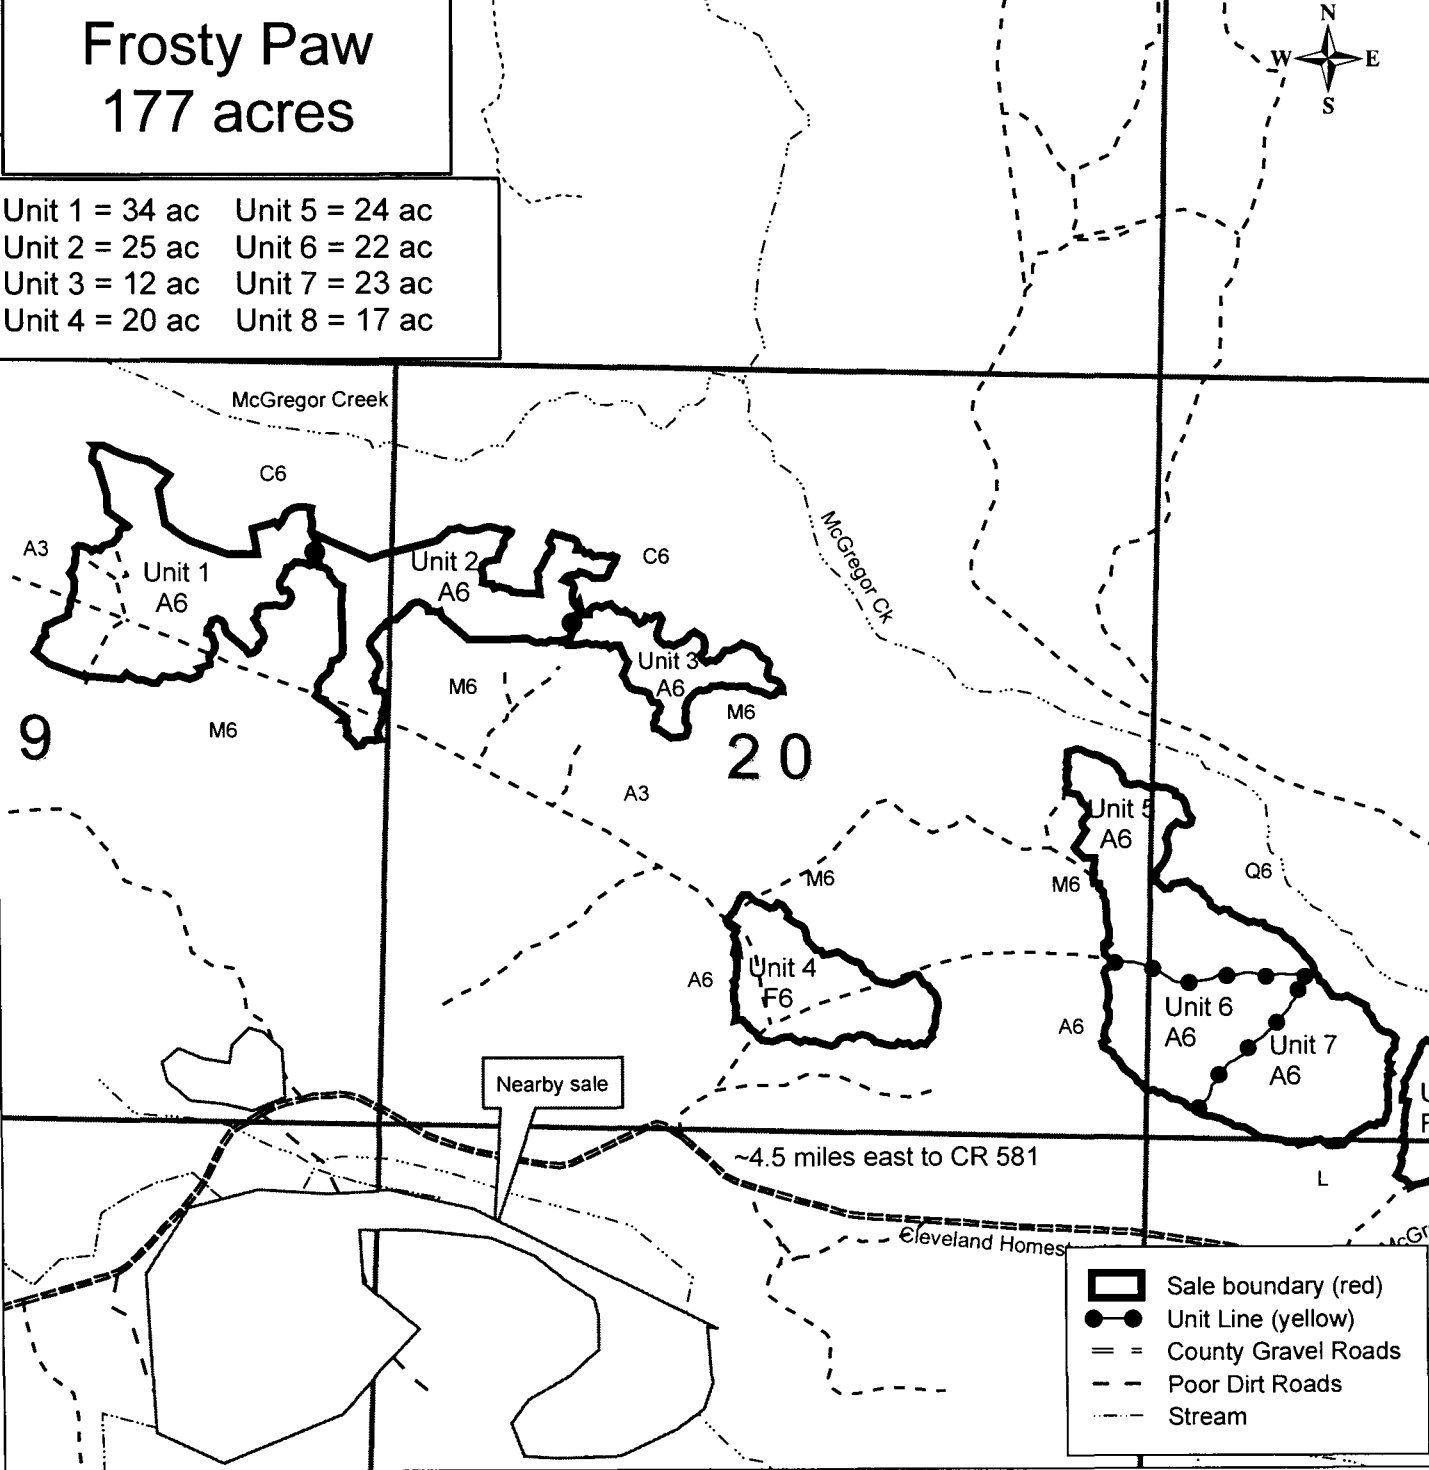 Frosty Paw
177 acres
N
W E
S
Unit 1 = 34 ac Unit 5 = 24 ac
Unit 2 = 25 ac Unit 6 = 22 ac
Unit 3 = 12 ac Unit 7 = 23 ac
Unit 4 = 20 ac Unit 8 = 17 ac
McGregor Creek
C6
A3
Unit 1
A6
Unit 2
A6
C6
McGregor Ck
Unit 3
A6
M6
M6
M6
9
20
A3
Unit 5
A6
M6
M6
Q6
A6
Unit 4
F6
A6
Unit 6
A6
Unit 7
A6
Nearby sale
~4.5 miles east to CR 581
L
Cleveland
Sale boundary (red)
Unit Line (yellow)
County Gravel Roads
Poor Dirt Roads
Stream